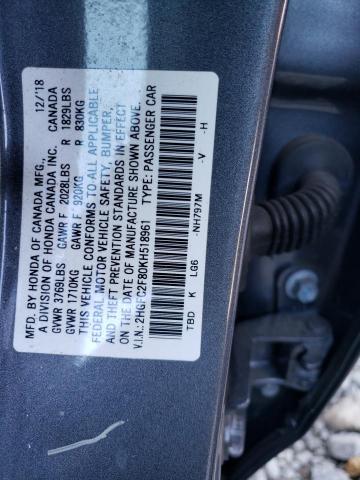 MFD. BY HONDA OF CANADA MFG., 12/'18
A DIVISION OF HONDA CANADA INC. CANADA
GVWR 3769LBS GAWR F 2028LBS R 1829LBS
GVWR 1710KG GAWR F 920KG R 830KG
THIS VEHICLE CONFORMS TO ALL APPLICABLE
FEDERAL MOTOR VEHICLE SAFETY, BUMPER,
AND THEFT PREVENTION STANDARDS IN EFFECT
ON THE DATE OF MANUFACTURE SHOWN ABOVE.
V.I.N.: 2HGFC2F80KH518961 TYPE: PASSENGER CAR
TBD K LG6 -NH797M -V -H